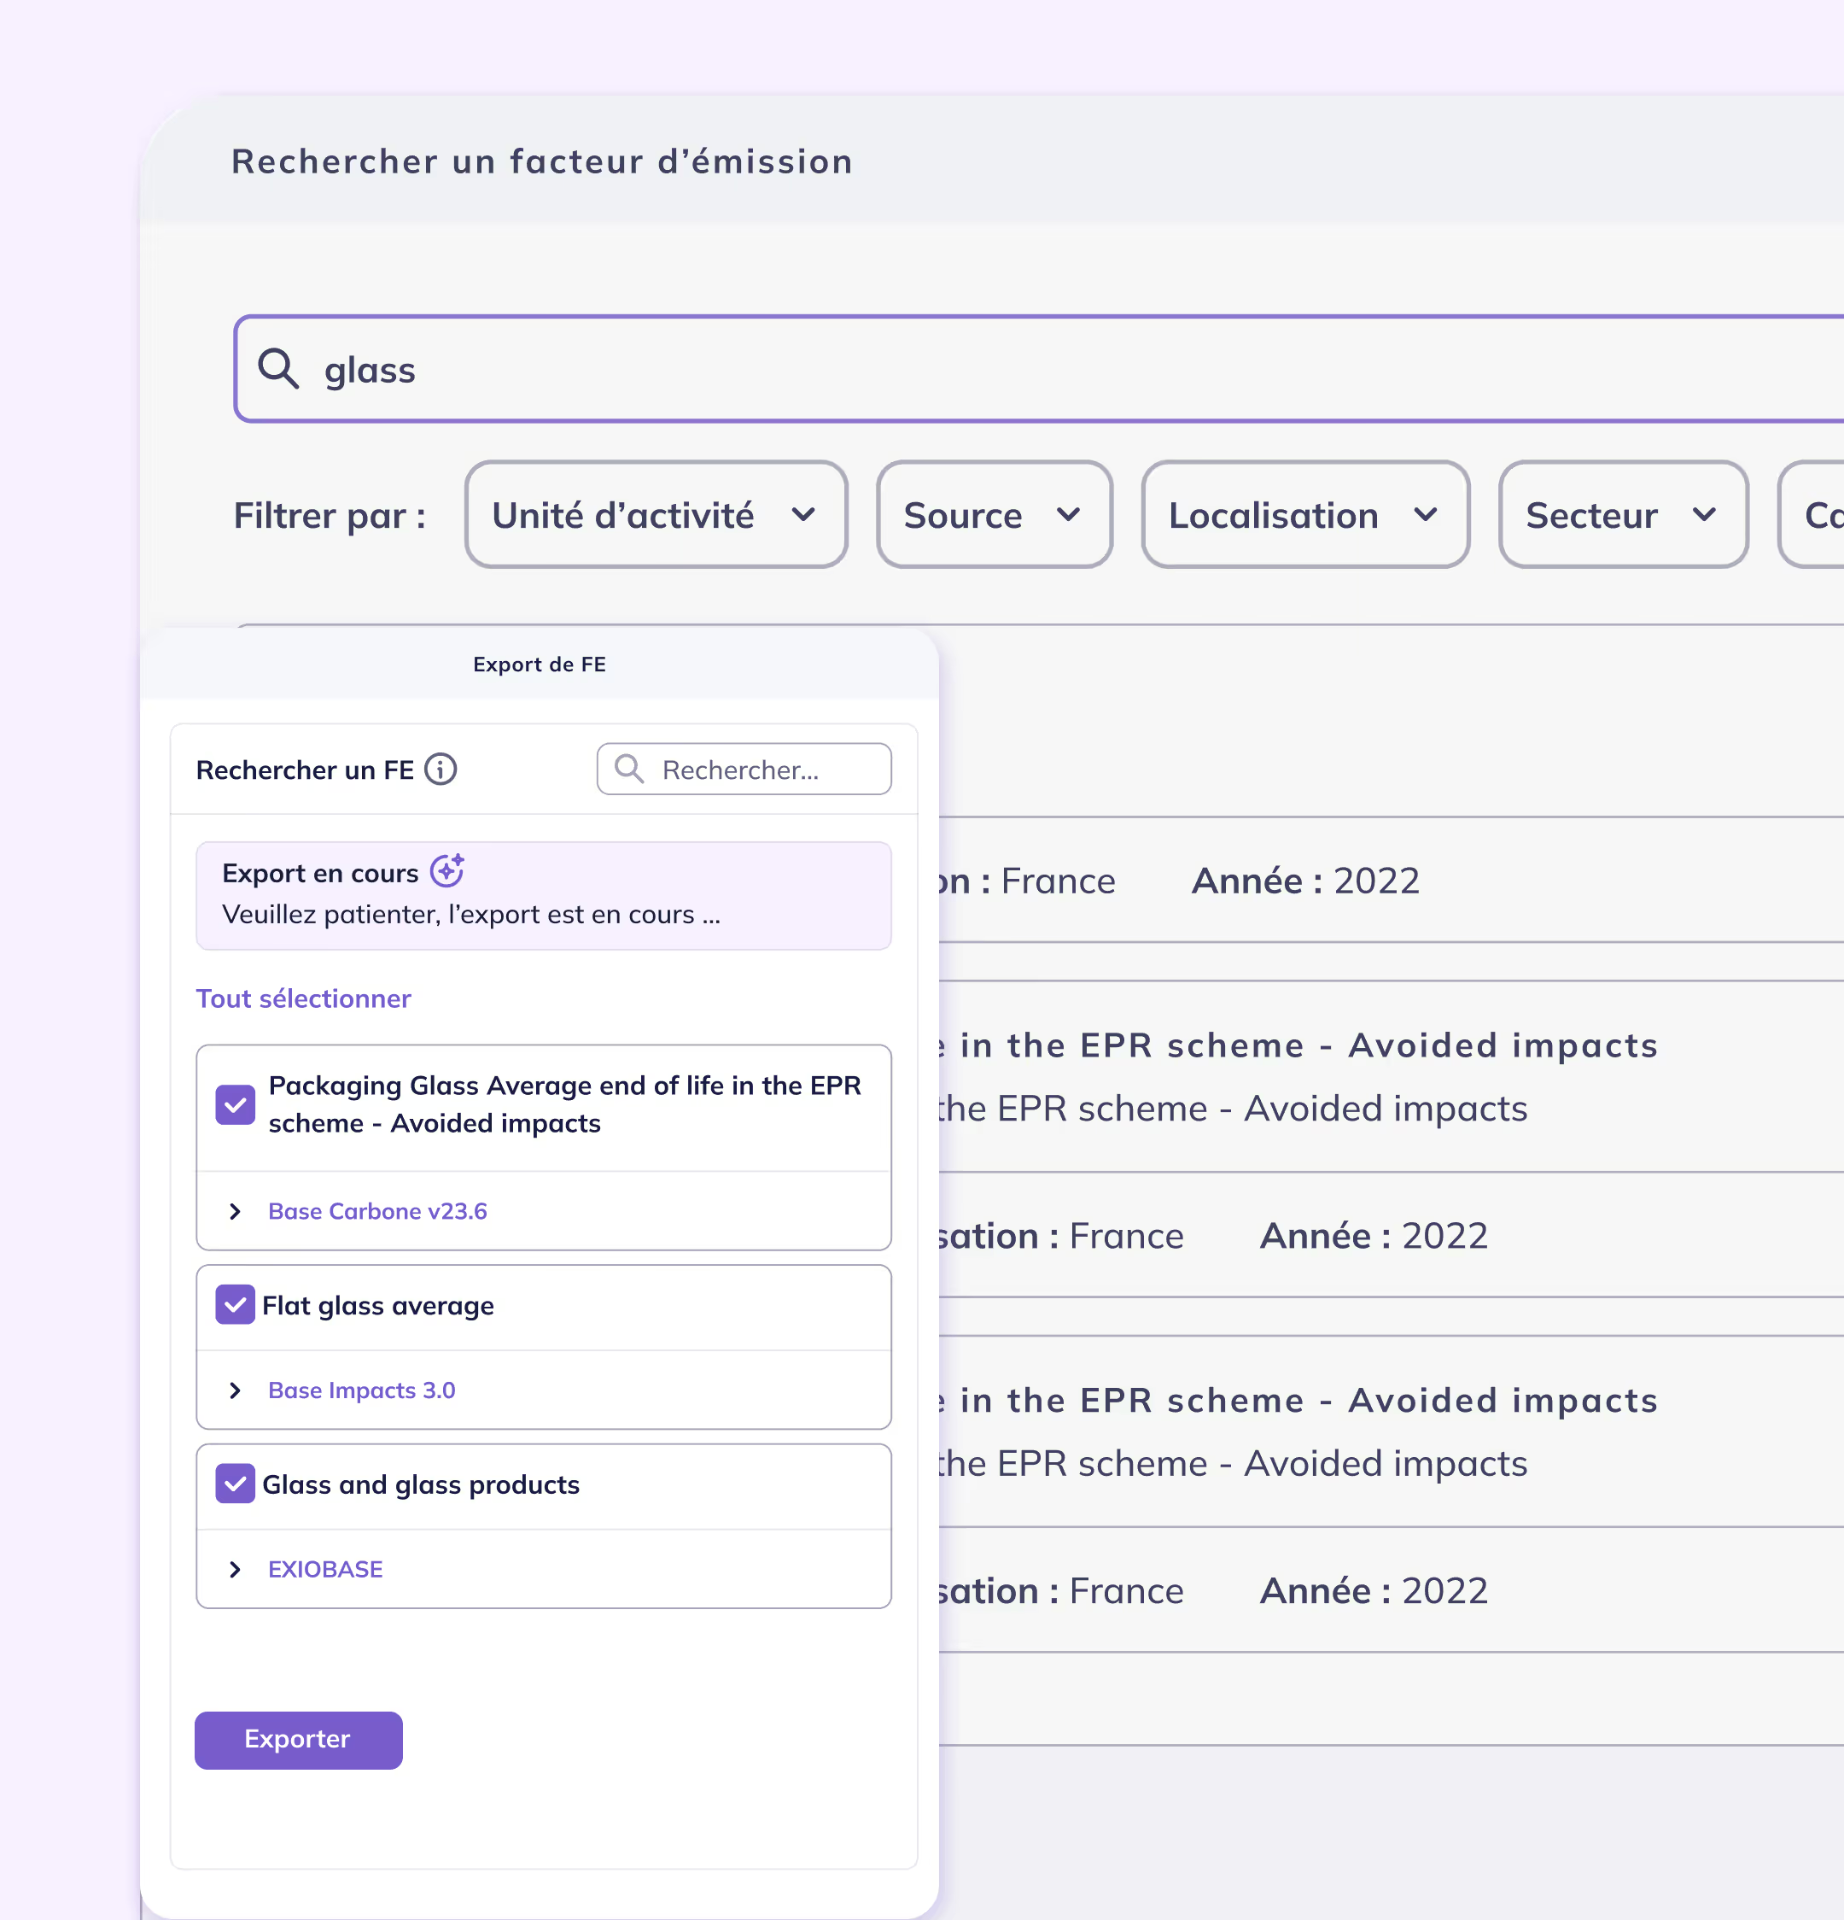 Rechercher un facteur d’émission
glass
Filtrer par :
Unité d’activité
Source
Localisation
Secteur
Export de FE
Rechercher un FE
Rechercher...
Export en cours
Veuillez patienter, l’export est en cours ...
Tout sélectionner
Packaging Glass Average end of life in the EPR
scheme - Avoided impacts
Base Carbone v23.6
Flat glass average
Base Impacts 3.0
Glass and glass products
EXIOBASE
Exporter
: France Année : 2022
in the EPR scheme - Avoided impacts
the EPR scheme - Avoided impacts
: France Année : 2022
in the EPR scheme - Avoided impacts
the EPR scheme - Avoided impacts
: France Année : 2022